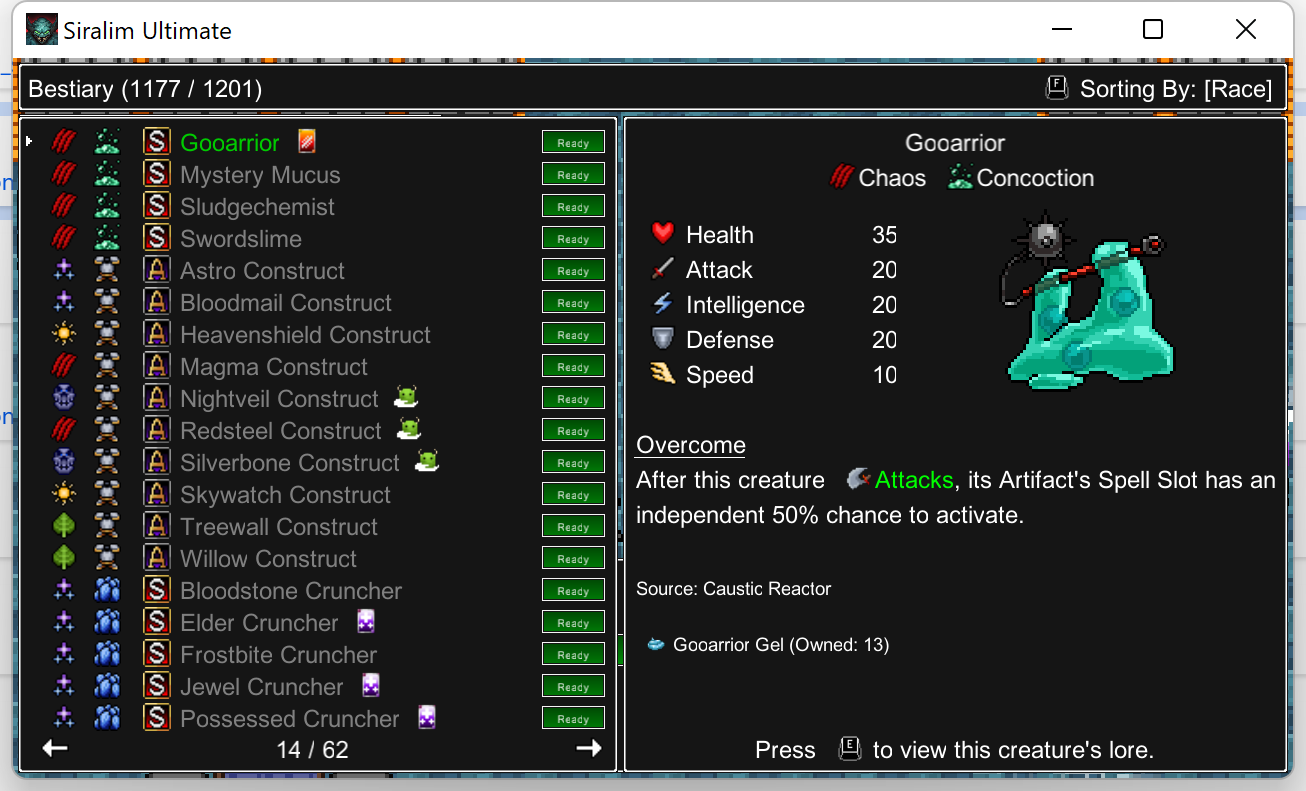 Siralim Ultimate
Bestiary (1177 / 1201)
F Sorting By: [Race]
S Gooarrior Ready
S Mystery Mucus Ready
S Sludgechemist Ready
S Swordslime Ready
A Astro Construct Ready
A Bloodmail Construct Ready
A Heavenshield Construct Ready
A Magma Construct Ready
A Nightveil Construct Ready
A Redsteel Construct Ready
A Silverbone Construct Ready
A Skywatch Construct Ready
A Treewall Construct Ready
A Willow Construct Ready
S Bloodstone Cruncher Ready
S Elder Cruncher Ready
S Frostbite Cruncher Ready
S Jewel Cruncher Ready
S Possessed Cruncher Ready
14 / 62
Gooarrior
Chaos Concoction
Health 35
Attack 20
Intelligence 20
Defense 20
Speed 10
Overcome
After this creature Attacks, its Artifact's Spell Slot has an
independent 50% chance to activate.
Source: Caustic Reactor
Gooarrior Gel (Owned: 13)
Press E to view this creature's lore.